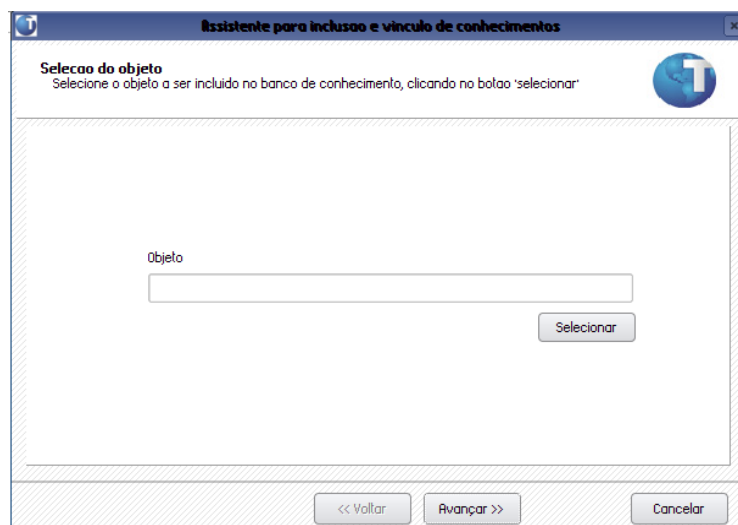 Assistente para inclusao e vinculo de conhecimentos
Selecao do objeto
Selecione o objeto a ser incluido no banco de conhecimento, clicando no botao 'selecionar'
Objeto
Selecionar
<< Voltar
Avançar >>
Cancelar